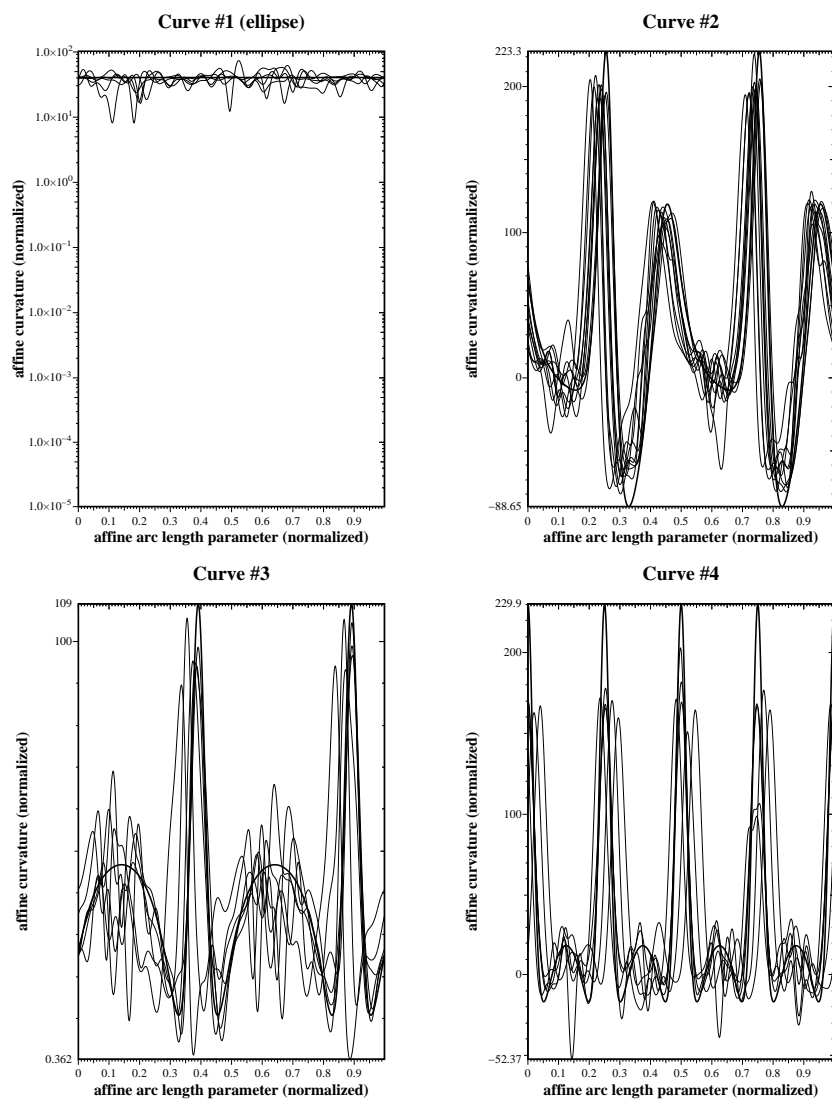 Curve #1 (ellipse)
affine curvature (normalized)
1.0×10⁺²
1.0×10⁺¹
1.0×10⁺⁰
1.0×10⁻¹
1.0×10⁻²
1.0×10⁻³
1.0×10⁻⁴
1.0×10⁻⁵
0 0.1 0.2 0.3 0.4 0.5 0.6 0.7 0.8 0.9
affine arc length parameter (normalized)
Curve #2
affine curvature (normalized)
223.3
200
100
0
−88.65
0 0.1 0.2 0.3 0.4 0.5 0.6 0.7 0.8 0.9
affine arc length parameter (normalized)
Curve #3
affine curvature (normalized)
109
100
0.362
0 0.1 0.2 0.3 0.4 0.5 0.6 0.7 0.8 0.9
affine arc length parameter (normalized)
Curve #4
affine curvature (normalized)
229.9
200
100
0
−52.37
0 0.1 0.2 0.3 0.4 0.5 0.6 0.7 0.8 0.9
affine arc length parameter (normalized)